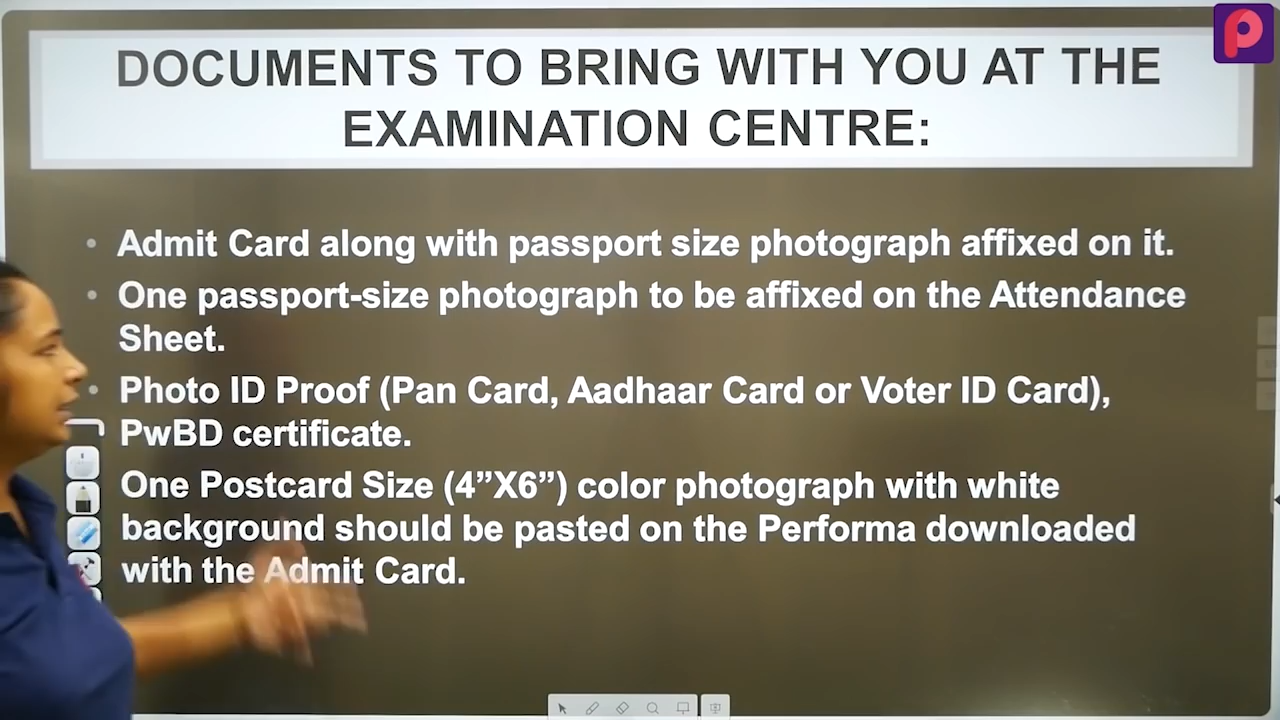 DOCUMENTS TO BRING WITH YOU AT THE
EXAMINATION CENTRE:
Admit Card along with passport size photograph affixed on it.
One passport-size photograph to be affixed on the Attendance
Sheet.
Photo ID Proof (Pan Card, Aadhaar Card or Voter ID Card),
PwBD certificate.
One Postcard Size (4”X6”) color photograph with white
background should be pasted on the Performa downloaded
with the Admit Card.